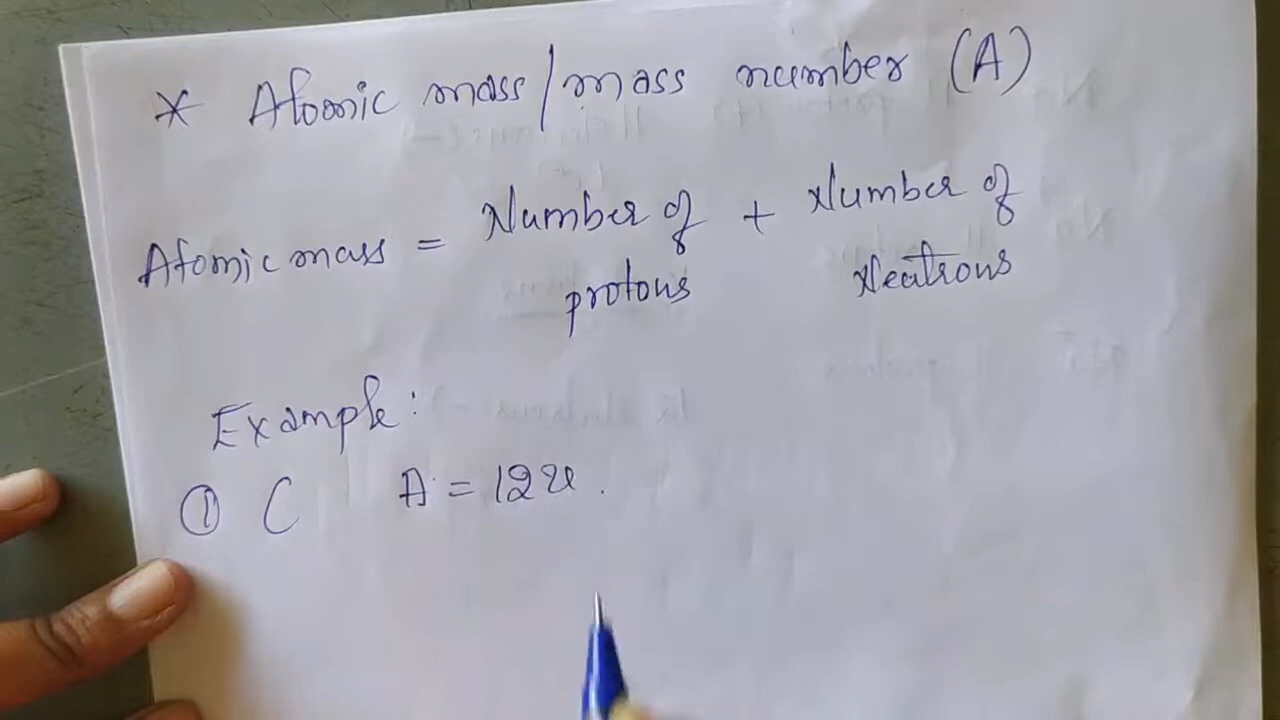 * Atomic mass/mass number (A)
Atomic mass = Number of protons + Number of Neutrons
Example:
① C A = 12u.